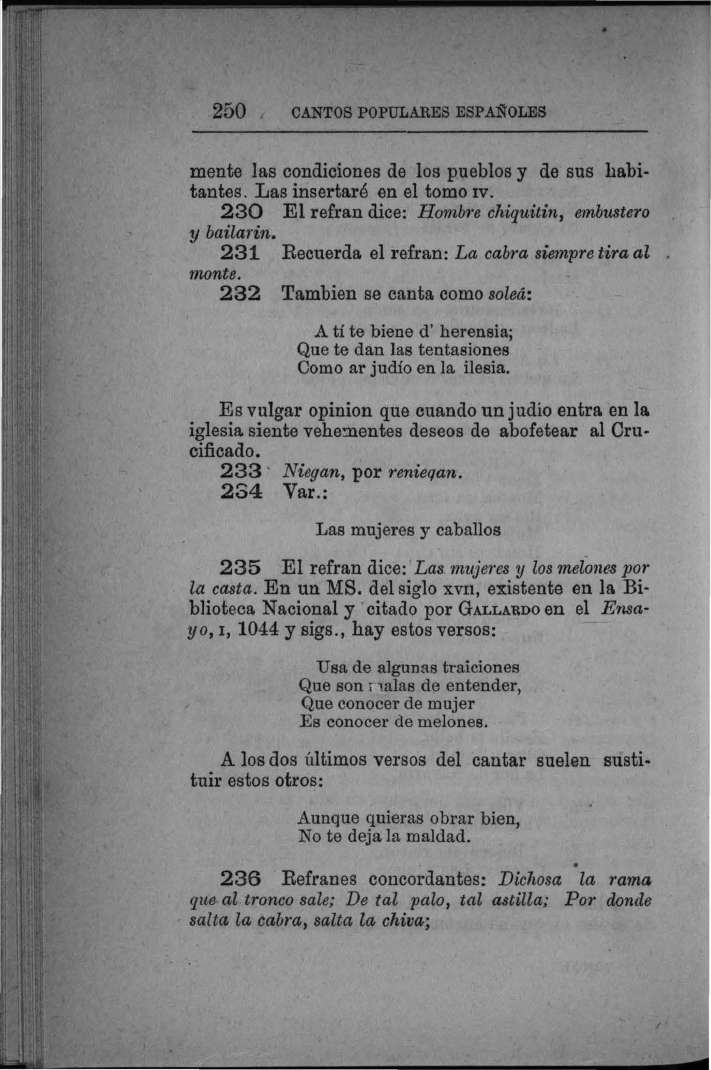 250 CANTOS POPULARES ESPAÑOLES
mente las condiciones de los pueblos y de sus habi-
tantes. Las insertaré en el tomo IV.
230 El refran dice: Hombre chiquitin, embustero
y bailarin.
231 Recuerda el refran: La cabra siempre tira al
monte.
232 Tambien se canta como soleá:
A tí te biene d' herensia;
Que te dan las tentasiones
Como ar judío en la ilesia.
Es vulgar opinion que cuando un judío entra en la
iglesia siente vehementes deseos de abofetear al Cru-
cificado.
233 Niegan, por reniegan.
234 Var.:
Las mujeres y caballos
235 El refran dice: Las mujeres y los melones por
la casta. En un MS. del siglo XVII, existente en la Bi-
blioteca Nacional y citado por GALLARDO en el Ensa-
yo, I, 1044 y sigs., hay estos versos:
Usa de algunas traiciones
Que son malas de entender,
Que conocer de mujer
Es conocer de melones.
A los dos últimos versos del cantar suelen susti-
tuir estos otros:
Aunque quieras obrar bien,
No te deja la maldad.
236 Refranes concordantes: Dichosa la rama
que al tronco sale; De tal palo, tal astilla; Por donde
salta la cabra, salta la chiva;